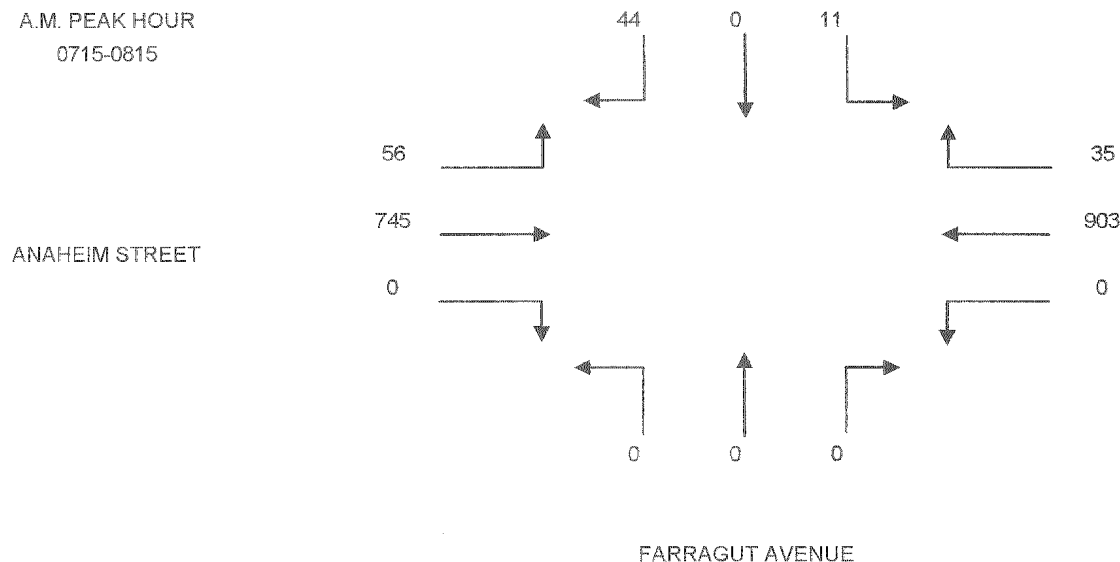 A.M. PEAK HOUR
0715-0815
44 0 11
56 35
745 903
ANAHEIM STREET
0 0
0 0 0
FARRAGUT AVENUE